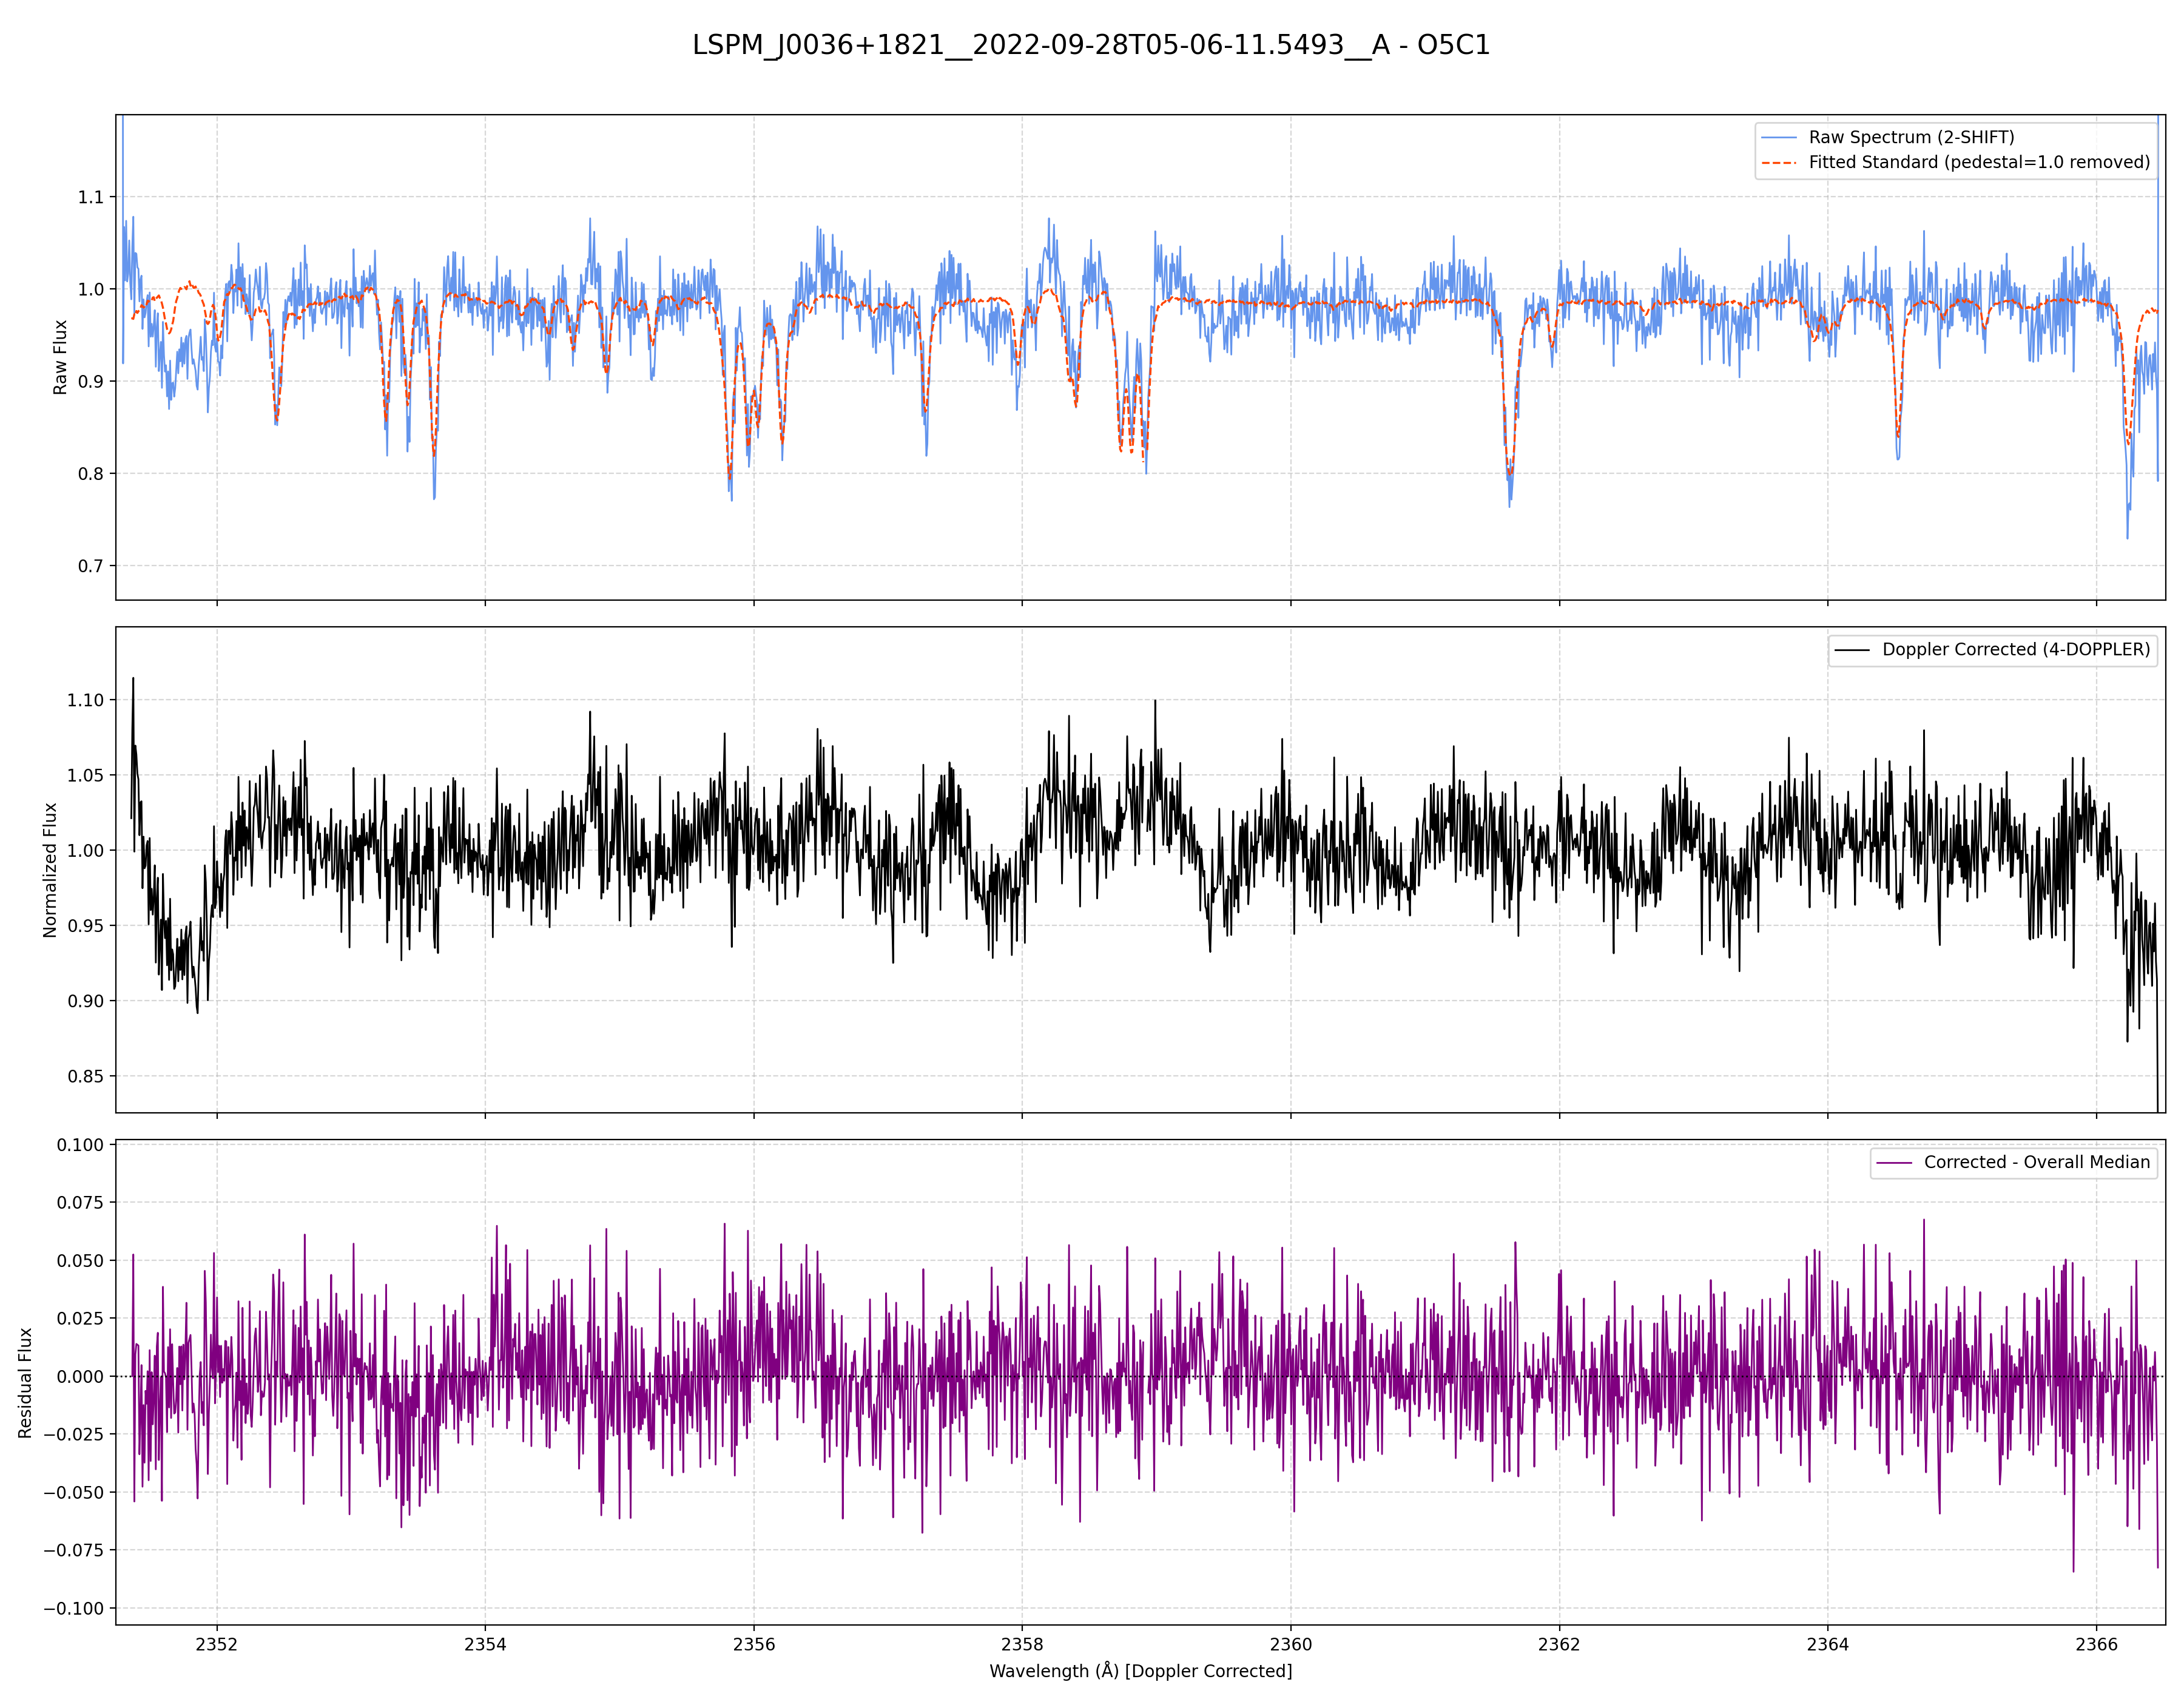 LSPM_J0036+1821__2022-09-28T05-06-11.5493__A - O5C1
Raw Spectrum (2-SHIFT)
Fitted Standard (pedestal=1.0 removed)
1.1
1.0
0.9
0.8
0.7
Raw Flux
Doppler Corrected (4-DOPPLER)
1.10
1.05
1.00
0.95
0.90
0.85
Normalized Flux
Corrected - Overall Median
0.100
0.075
0.050
0.025
0.000
−0.025
−0.050
−0.075
−0.100
Residual Flux
2352 2354 2356 2358 2360 2362 2364 2366
Wavelength (Å) [Doppler Corrected]